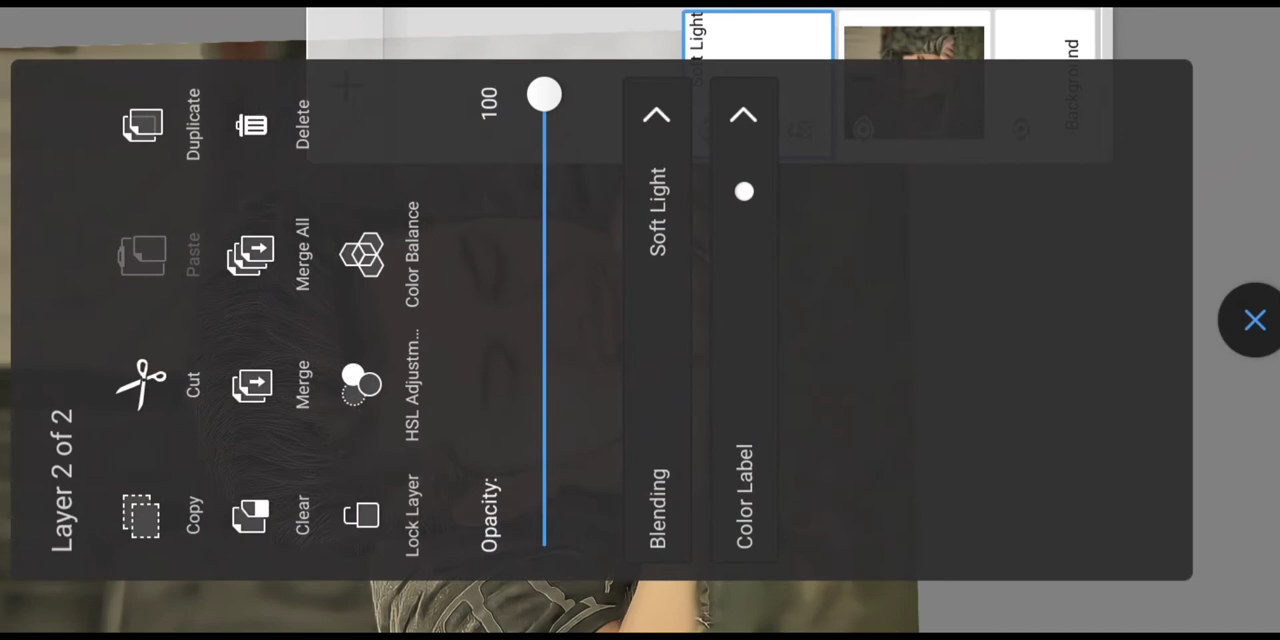 Layer 2 of 2
Copy
Cut
Paste
Duplicate
Clear
Merge
Merge All
Delete
Lock Layer
HSL Adjustm...
Color Balance
Opacity:
100
Blending
Soft Light
Color Label
Soft Light
Background